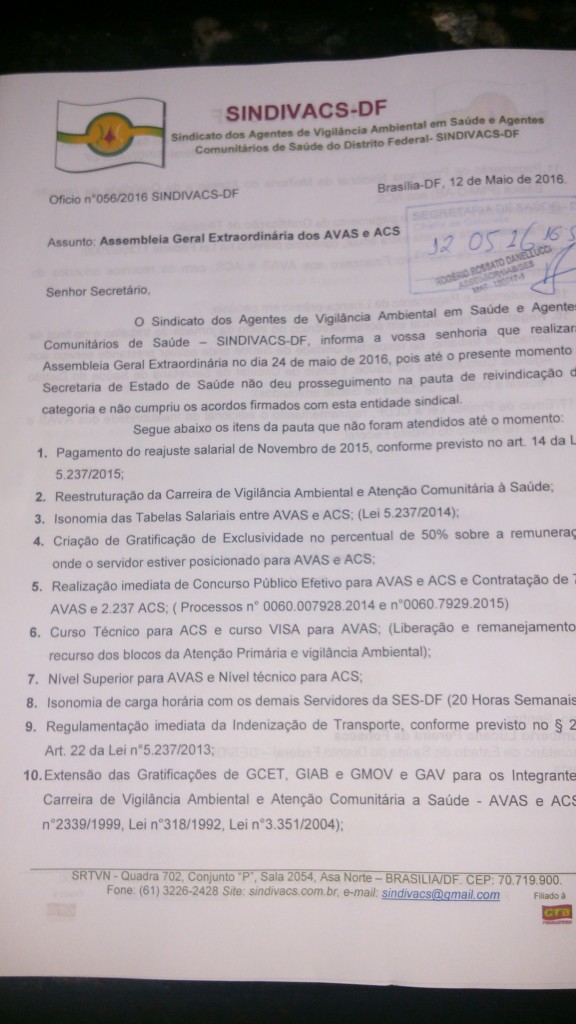 SINDIVACS-DF
Sindicato dos Agentes de Vigilância Ambiental em Saúde e Agentes
Comunitários de Saúde do Distrito Federal- SINDIVACS-DF
Oficio n°056/2016 SINDIVACS-DF
Brasília-DF, 12 de Maio de 2016.
Assunto: Assembleia Geral Extraordinária dos AVAS e ACS
SECRETARIA DE SAÚDE
12 05 16 16
ROGÉRIO ROSSATO DANELLUCCI
Senhor Secretário,
O Sindicato dos Agentes de Vigilância Ambiental em Saúde e Agente
Comunitários de Saúde – SINDIVACS-DF, informa a vossa senhoria que realizar
Assembleia Geral Extraordinária no dia 24 de maio de 2016, pois até o presente momento
Secretaria de Estado de Saúde não deu prosseguimento na pauta de reivindicação d
categoria e não cumpriu os acordos firmados com esta entidade sindical.
Segue abaixo os itens da pauta que não foram atendidos até o momento:
1. Pagamento do reajuste salarial de Novembro de 2015, conforme previsto no art. 14 da L
5.237/2015;
2. Reestruturação da Carreira de Vigilância Ambiental e Atenção Comunitária à Saúde;
3. Isonomia das Tabelas Salariais entre AVAS e ACS; (Lei 5.237/2014);
4. Criação de Gratificação de Exclusividade no percentual de 50% sobre a remuneraç
onde o servidor estiver posicionado para AVAS e ACS;
5. Realização imediata de Concurso Público Efetivo para AVAS e ACS e Contratação de 7
AVAS e 2.237 ACS; ( Processos n° 0060.007928.2014 e n°0060.7929.2015)
6. Curso Técnico para ACS e curso VISA para AVAS; (Liberação e remanejamento
recurso dos blocos da Atenção Primária e vigilância Ambiental);
7. Nível Superior para AVAS e Nível técnico para ACS;
8. Isonomia de carga horária com os demais Servidores da SES-DF (20 Horas Semanais
9. Regulamentação imediata da Indenização de Transporte, conforme previsto no § 2
Art. 22 da Lei n°5.237/2013;
10. Extensão das Gratificações de GCET, GIAB e GMOV e GAV para os Integrante
Carreira de Vigilância Ambiental e Atenção Comunitária a Saúde - AVAS e ACS
n°2339/1999, Lei n°318/1992, Lei n°3.351/2004);
SRTVN - Quadra 702, Conjunto "P", Sala 2054, Asa Norte – BRASILIA/DF. CEP: 70.719.900.
Fone: (61) 3226-2428 Site: sindivacs.com.br, e-mail: sindivacs@gmail.com
Filiado à
CTB